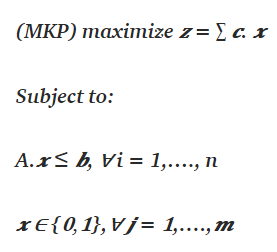 (MKP) maximize z = ∑ c. x
Subject to:
A.x ≤ b, ∀i = 1,...., n
x ∈{0,1}, ∀ j = 1,...., m